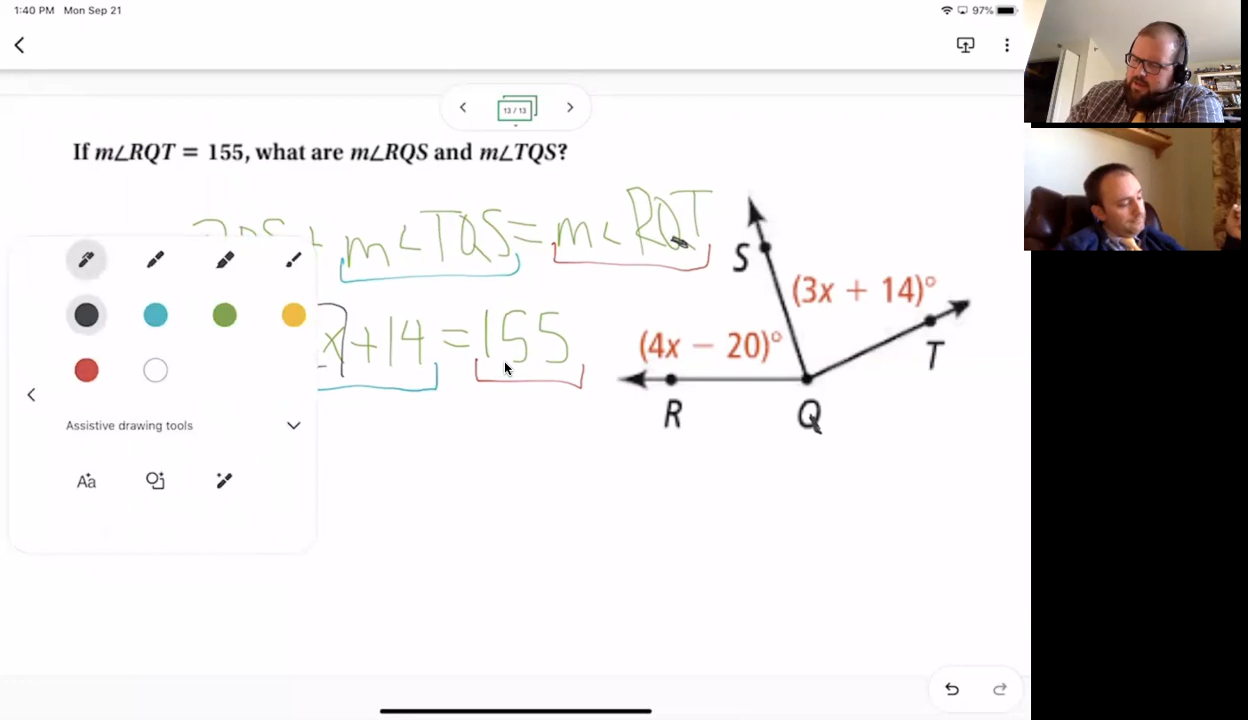 1:40 PM Mon Sep 21
97%
13 / 13
If m∠RQT = 155, what are m∠RQS and m∠TQS?
+ m∠TQS = m∠RQT
x + 14 = 155
S
(3x + 14)°
(4x − 20)°
T
R
Q
Assistive drawing tools
Aa